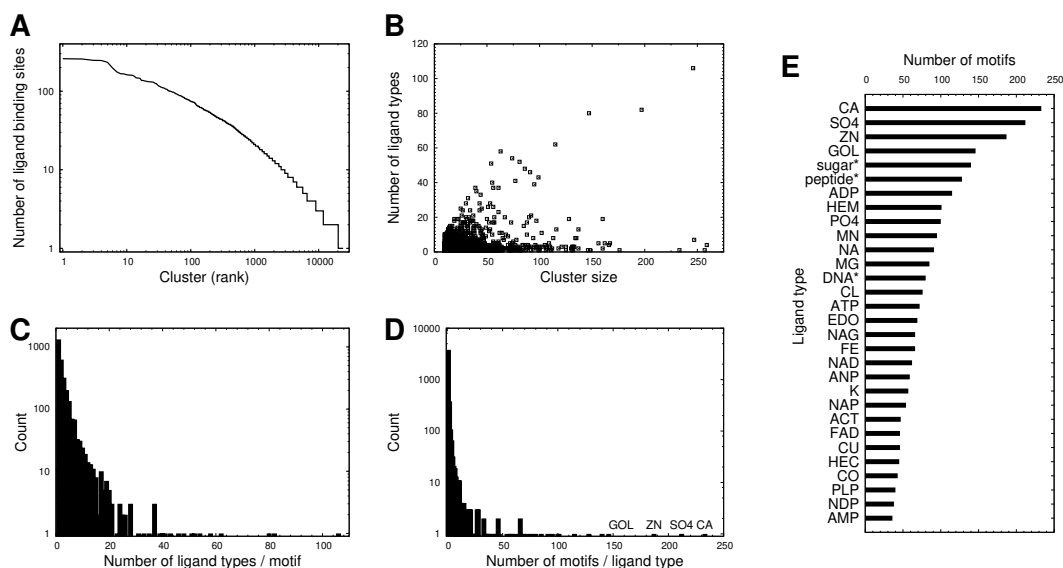 A
Number of ligand binding sites
100
10
1
1 10 100 1000 10000
Cluster (rank)
B
Number of ligand types
120
100
80
60
40
20
0
0 50 100 150 200 250
Cluster size
C
Count
1000
100
10
1
0 20 40 60 80 100
Number of ligand types / motif
D
Count
10000
1000
100
10
1
GOL ZN SO4 CA
0 50 100 150 200 250
Number of motifs / ligand type
E
Number of motifs
0 50 100 150 200 250
Ligand type
CA
SO4
ZN
GOL
sugar*
peptide*
ADP
HEM
PO4
MN
NA
MG
DNA*
CL
ATP
EDO
NAG
FE
NAD
ANP
K
NAP
ACT
FAD
CU
HEC
CO
PLP
NDP
AMP